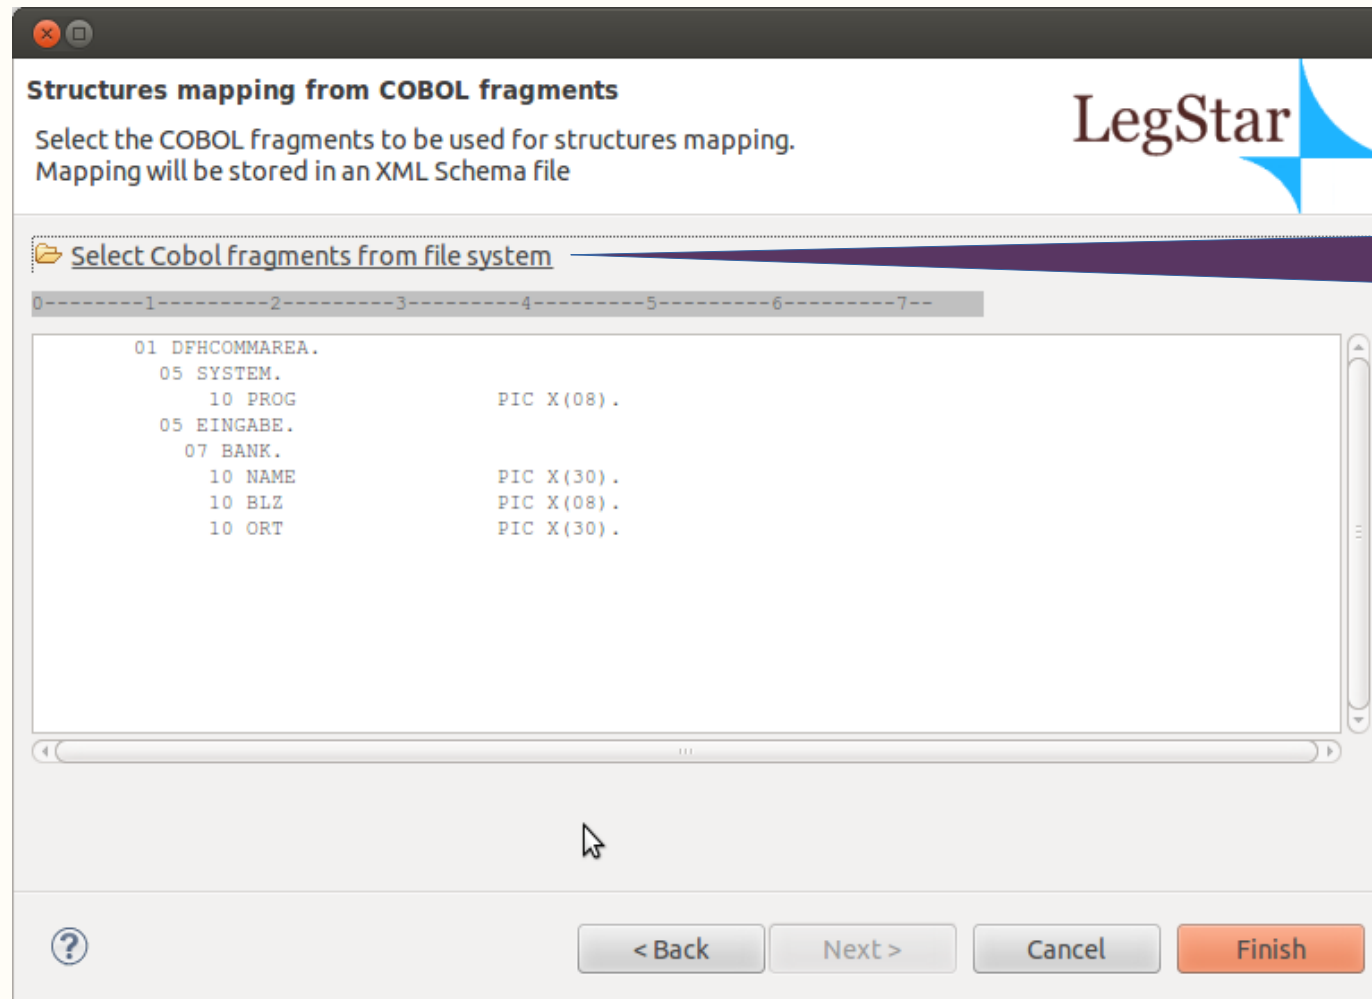 Structures mapping from COBOL fragments
Select the COBOL fragments to be used for structures mapping.
Mapping will be stored in an XML Schema file
LegStar
Select Cobol fragments from file system
0--------1---------2---------3---------4---------5---------6---------7--
01 DFHCOMMAREA.
05 SYSTEM.
10 PROG PIC X(08).
05 EINGABE.
07 BANK.
10 NAME PIC X(30).
10 BLZ PIC X(08).
10 ORT PIC X(30).
? < Back Next > Cancel Finish